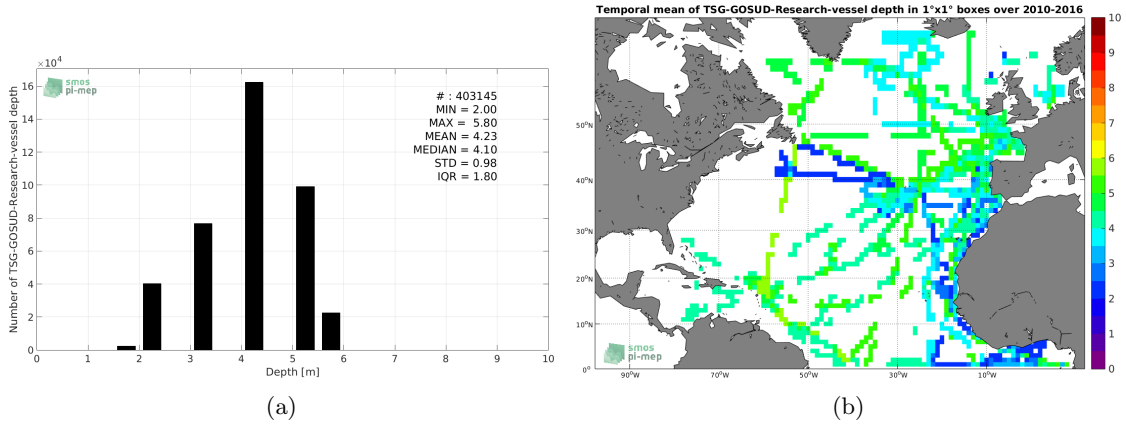 ×10⁴
smos
pi-mep
# : 403145
MIN = 2.00
MAX = 5.80
MEAN = 4.23
MEDIAN = 4.10
STD = 0.98
IQR = 1.80
16
14
12
10
8
6
4
2
0
Number of TSG-GOSUD-Research-vessel depth
0 1 2 3 4 5 6 7 8 9 10
Depth [m]
(a)
Temporal mean of TSG-GOSUD-Research-vessel depth in 1°x1° boxes over 2010-2016
50°N
40°N
30°N
20°N
10°N
0°
90°W 70°W 50°W 30°W 10°W
smos
pi-mep
10
9
8
7
6
5
4
3
2
1
0
(b)